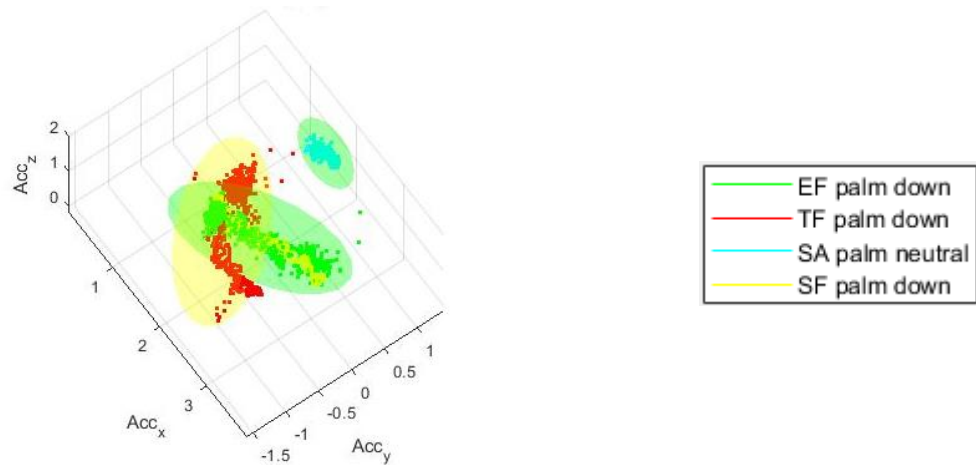 2
1
0
Acc_z
1
2
3
Acc_x
-1.5
-1
-0.5
0
0.5
1
Acc_y
EF palm down
TF palm down
SA palm neutral
SF palm down